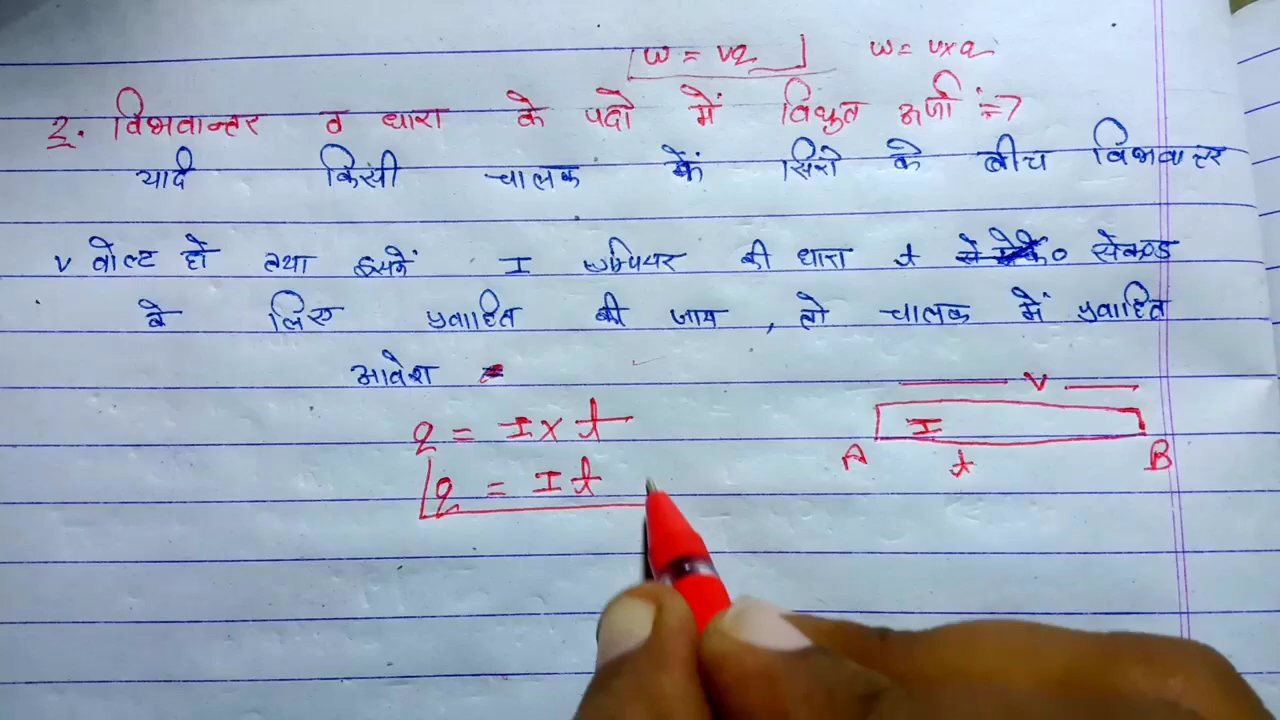 W = Vq W = V×q
2. विभवान्तर व धारा के पदो में विधुत ऊर्जा :-7
यदि किसी चालक के सिरो के बीच विभवान्तर
V वोल्ट हो तथा इसमें I एम्पियर की धारा t सेकण्ड
के लिए प्रवाहित की जाय , तो चालक में प्रवाहित
आवेश
V
q = I × t
I
A t B
q = It